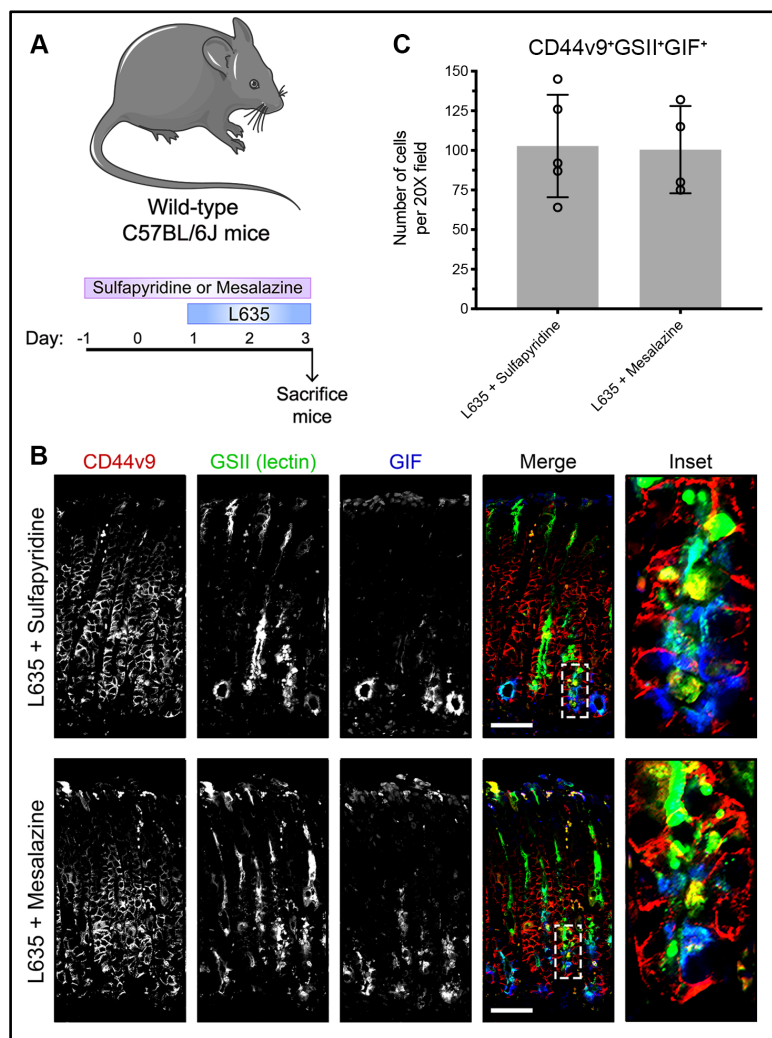 A
Wild-type
C57BL/6J mice
Sulfapyridine or Mesalazine
L635
Day: -1 0 1 2 3
Sacrifice
mice
C
CD44v9⁺GSII⁺GIF⁺
Number of cells
per 20X field
150
125
100
75
50
25
0
L635 + Sulfapyridine
L635 + Mesalazine
B
CD44v9 GSII (lectin) GIF Merge Inset
L635 + Sulfapyridine
L635 + Mesalazine